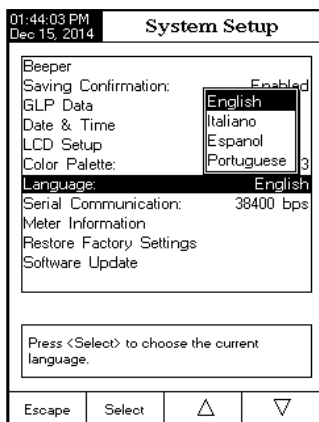 01:44:03 PM
Dec 15, 2014
System Setup
Beeper
Saving Confirmation: Enabled
GLP Data
Date & Time
LCD Setup
Color Palette: 3
English
Italiano
Espanol
Portuguese
Language: English
Serial Communication: 38400 bps
Meter Information
Restore Factory Settings
Software Update
Press <Select> to choose the current
language.
Escape Select